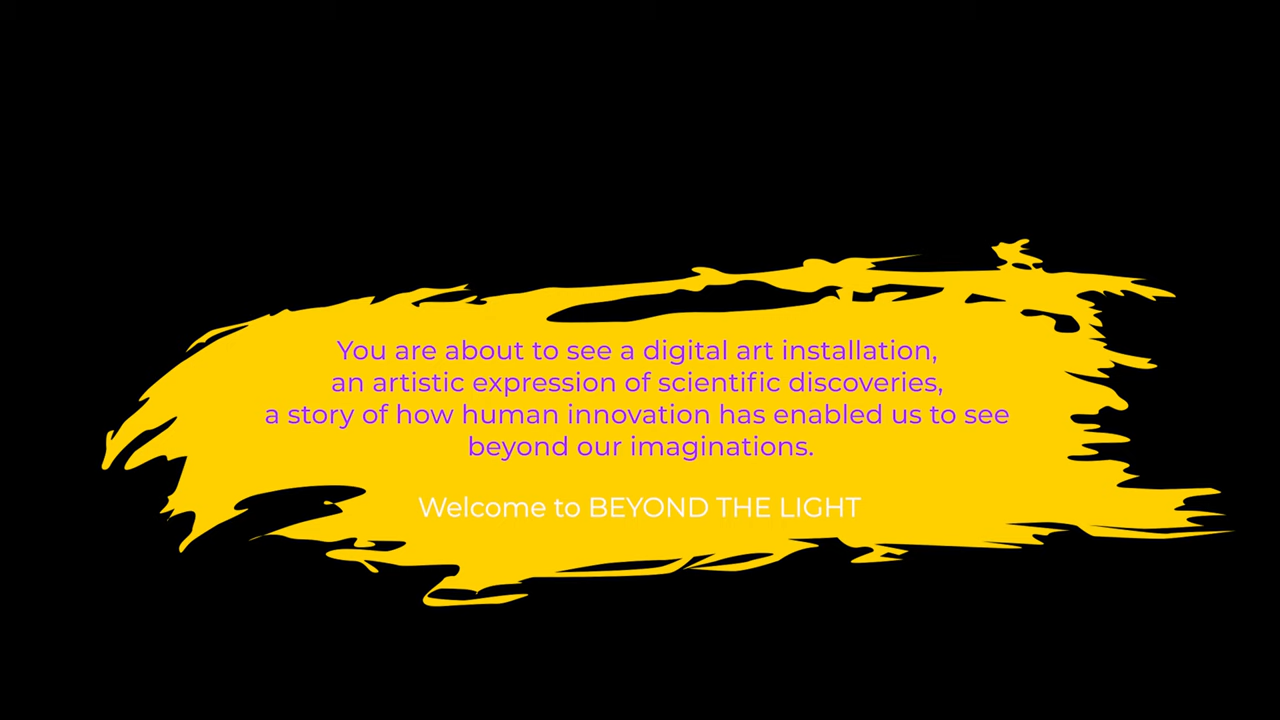 You are about to see a digital art installation,
an artistic expression of scientific discoveries,
a story of how human innovation has enabled us to see
beyond our imaginations.
Welcome to BEYOND THE LIGHT